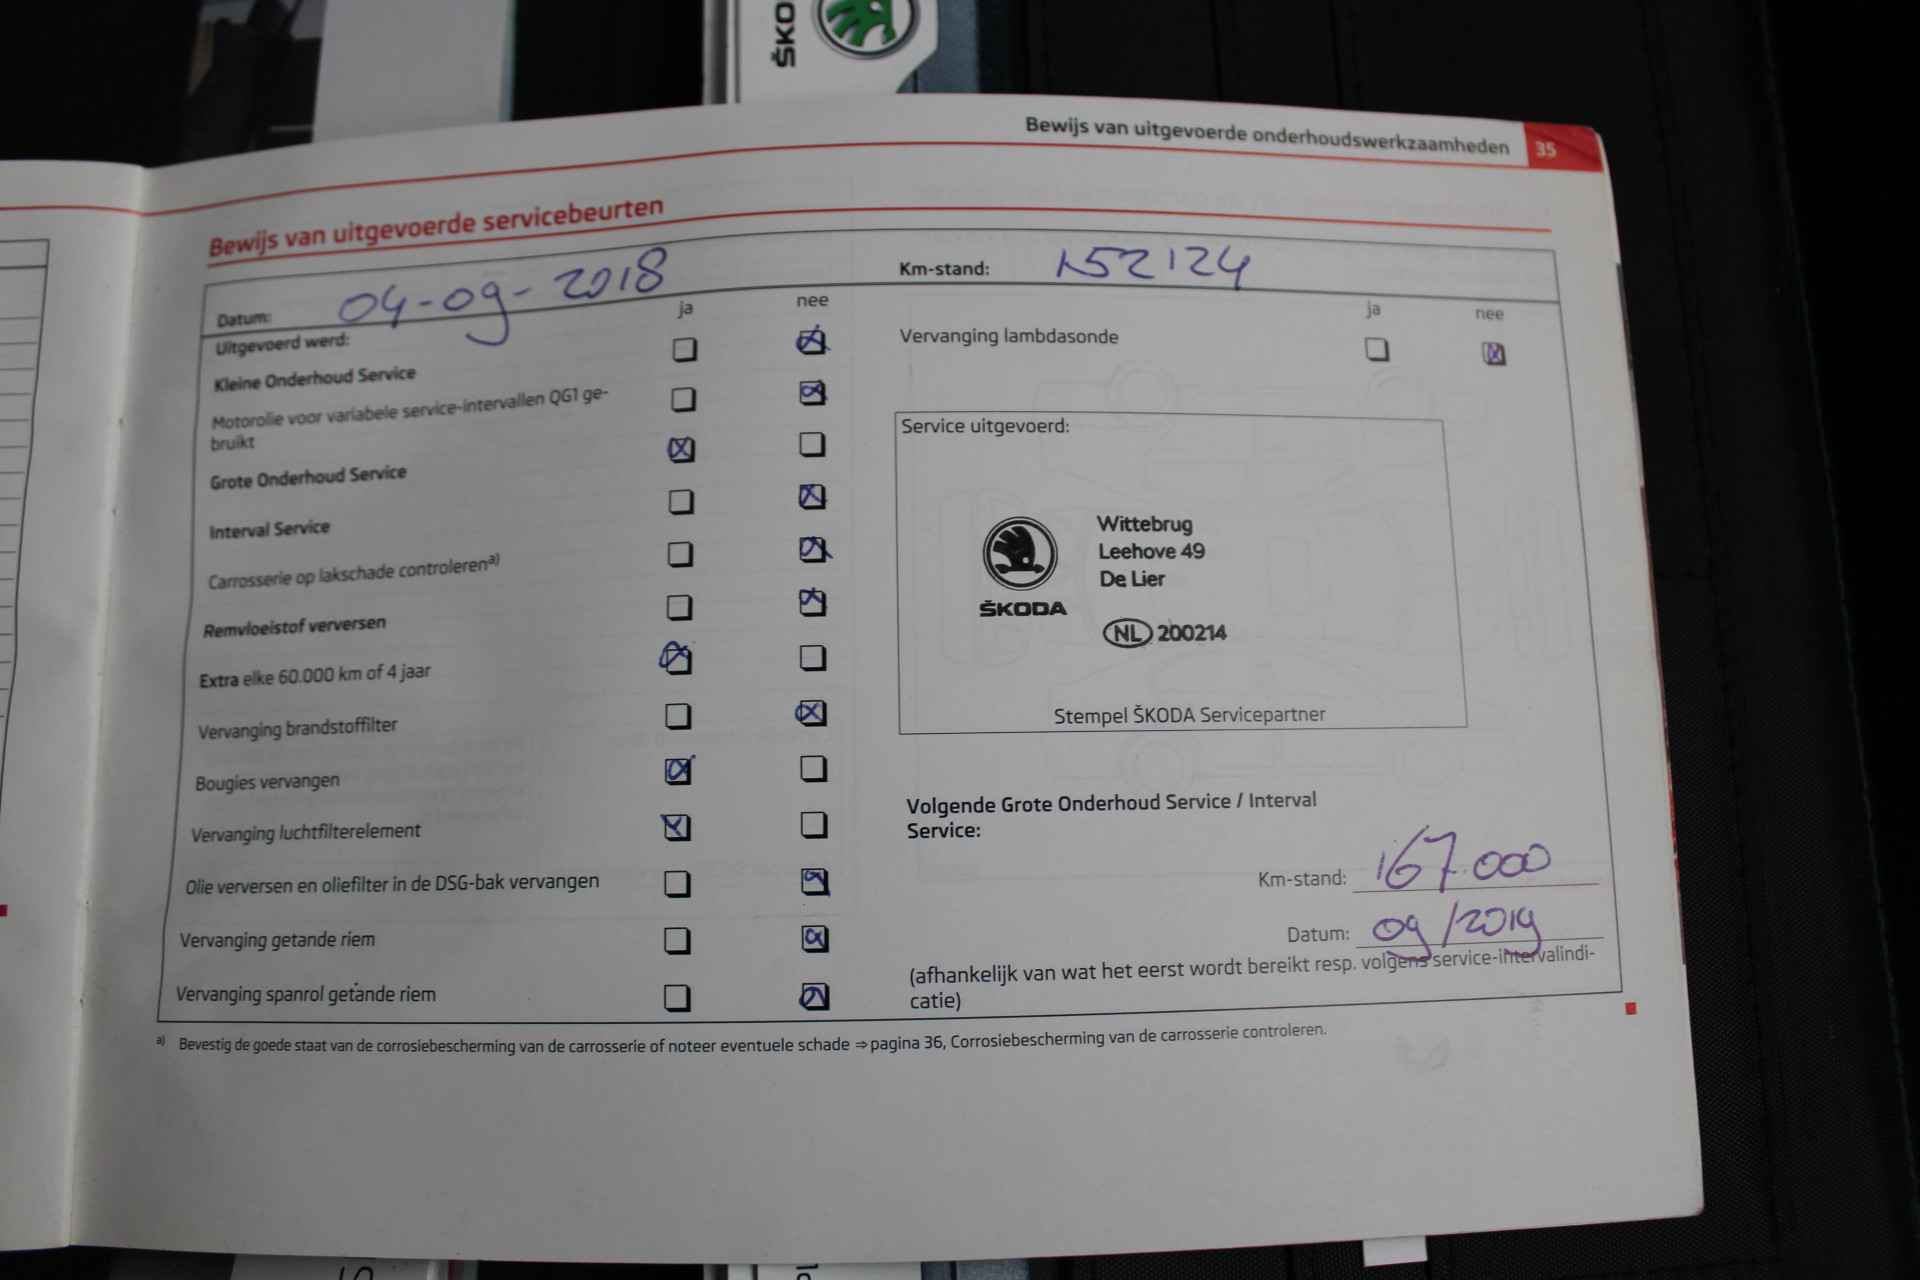 ŠKO
Bewijs van uitgevoerde onderhoudswerkzaamheden 35
Bewijs van uitgevoerde servicebeurten
Datum: 04-09-2018
Km-stand: 152124
ja nee
Uitgevoerd werd:
Kleine Onderhoud Service
Motorolie voor variabele service-intervallen QG1 ge-
bruikt
Grote Onderhoud Service
Interval Service
Carrosserie op lakschade controleren a)
Remvloeistof verversen
Extra elke 60.000 km of 4 jaar
Vervanging brandstoffilter
Bougies vervangen
Vervanging luchtfilterelement
Olie verversen en oliefilter in de DSG-bak vervangen
Vervanging getande riem
Vervanging spanrol getande riem
ja nee
Vervanging lambdasonde
Service uitgevoerd:
ŠKODA
Wittebrug
Leehove 49
De Lier
NL 200214
Stempel ŠKODA Servicepartner
Volgende Grote Onderhoud Service / Interval
Service:
Km-stand: 167.000
Datum: 09/2019
(afhankelijk van wat het eerst wordt bereikt resp. volgens service-intervalindi-
catie)
a) Bevestig de goede staat van de corrosiebescherming van de carrosserie of noteer eventuele schade ⇒ pagina 36, Corrosiebescherming van de carrosserie controleren.